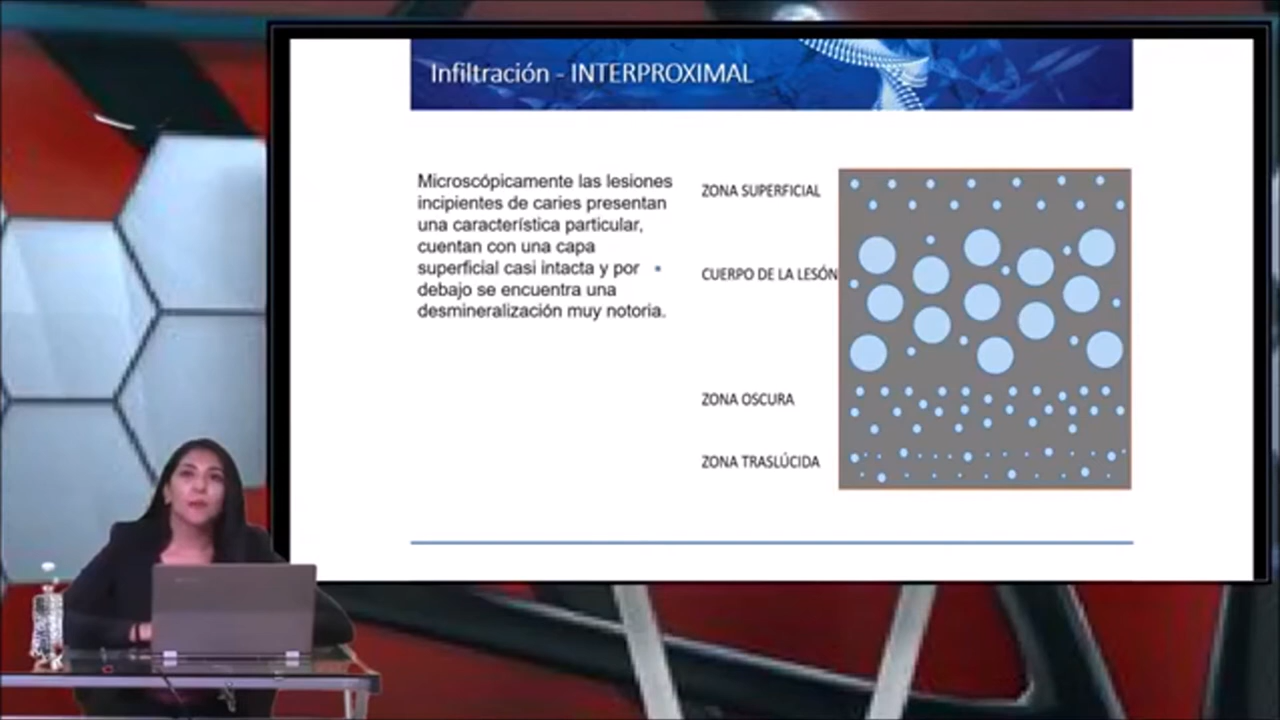 Infiltración - INTERPROXIMAL
Microscópicamente las lesiones
incipientes de caries presentan
una característica particular,
cuentan con una capa
superficial casi intacta y por
debajo se encuentra una
desmineralización muy notoria.
ZONA SUPERFICIAL
CUERPO DE LA LESÓN
ZONA OSCURA
ZONA TRASLÚCIDA